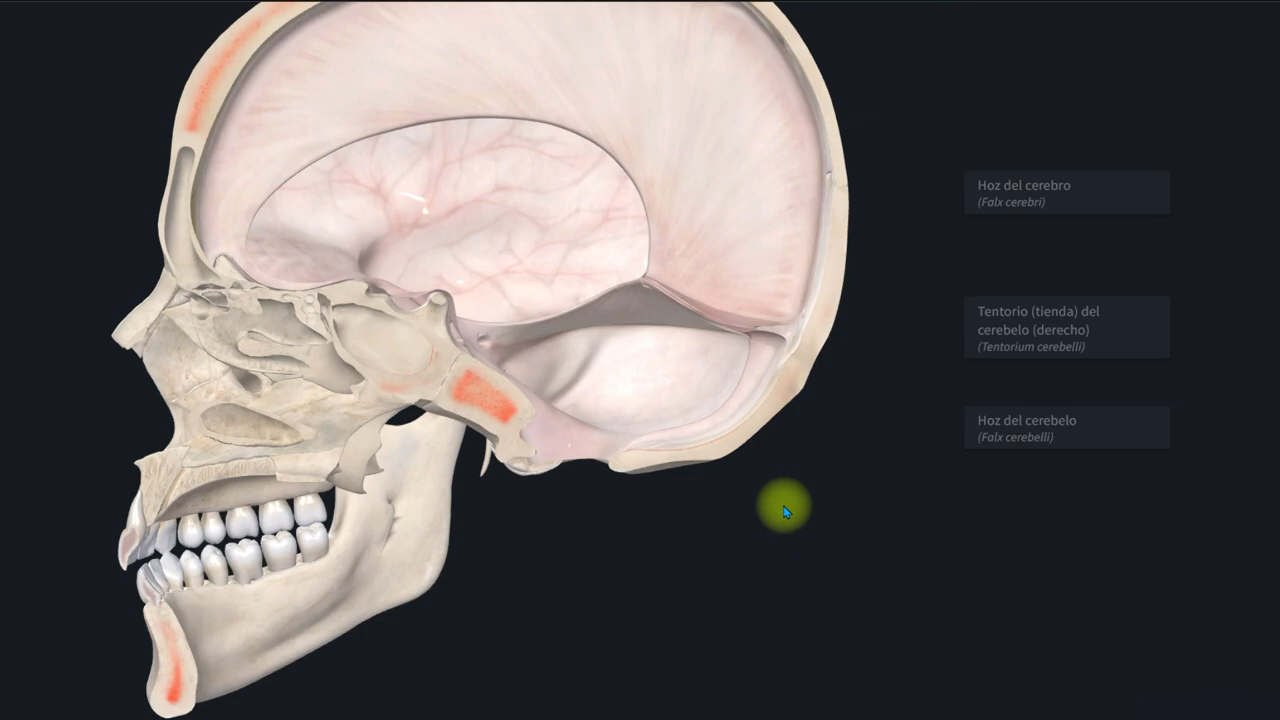 Hoz del cerebro
(Falx cerebri)
Tentorio (tienda) del
cerebelo (derecho)
(Tentorium cerebelli)
Hoz del cerebelo
(Falx cerebelli)